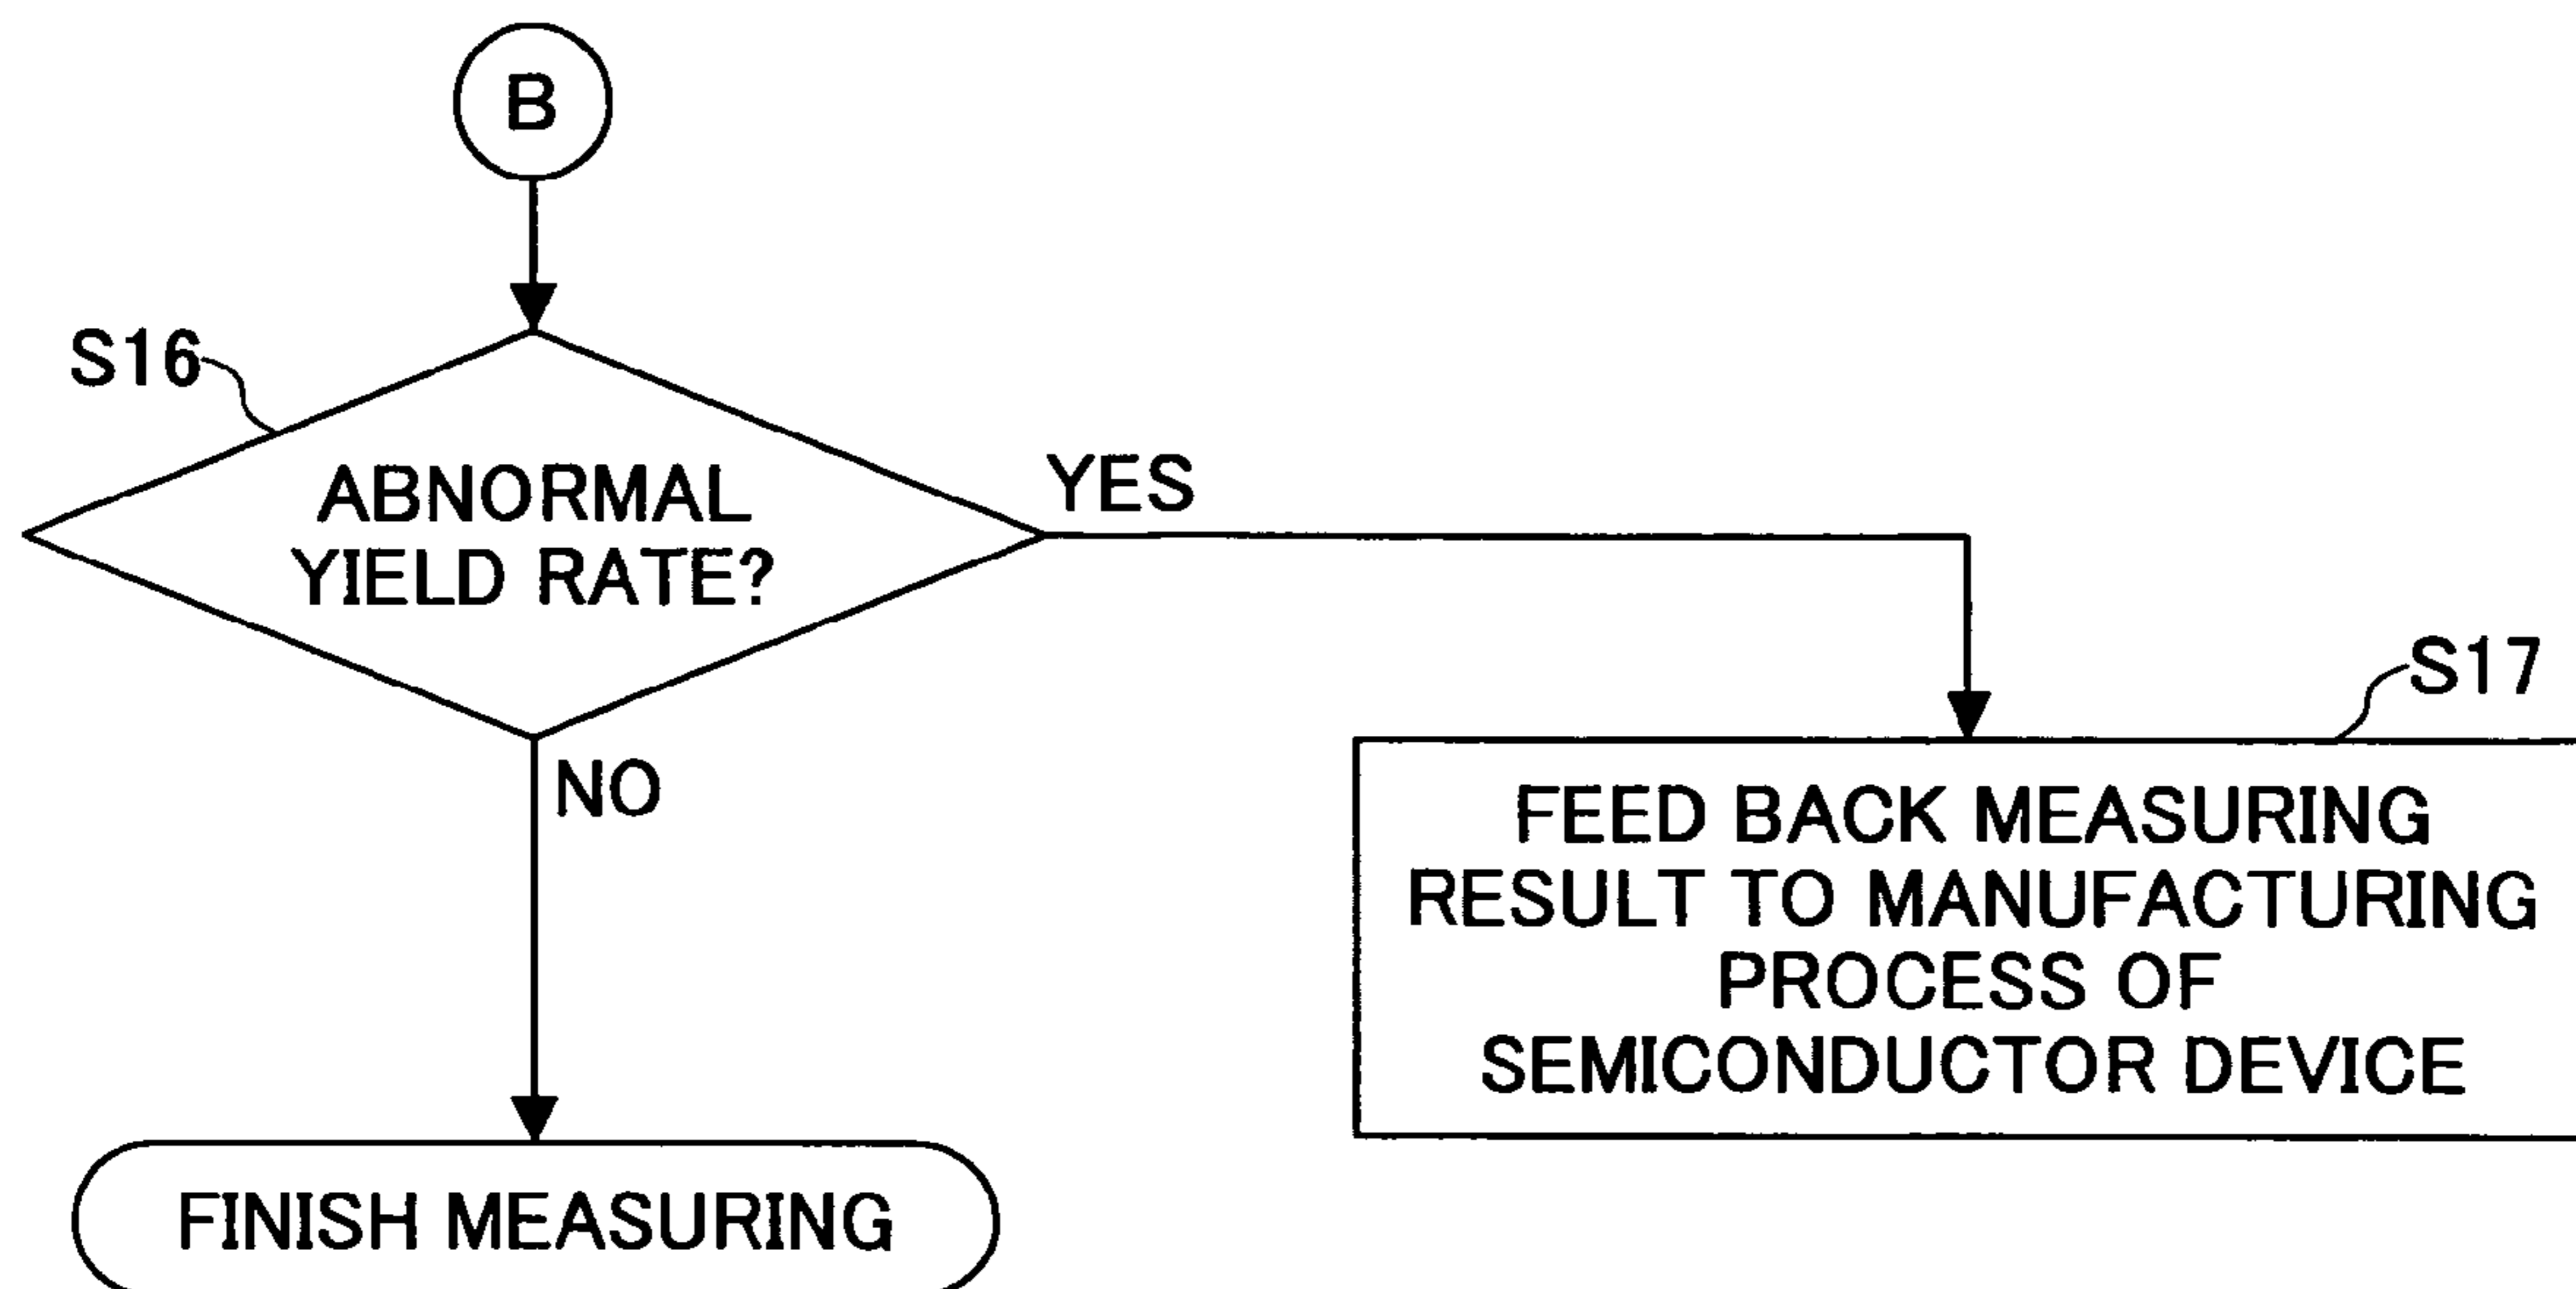 B
S16
ABNORMAL
YIELD RATE?
YES
NO
S17
FEED BACK MEASURING
RESULT TO MANUFACTURING
PROCESS OF
SEMICONDUCTOR DEVICE
FINISH MEASURING